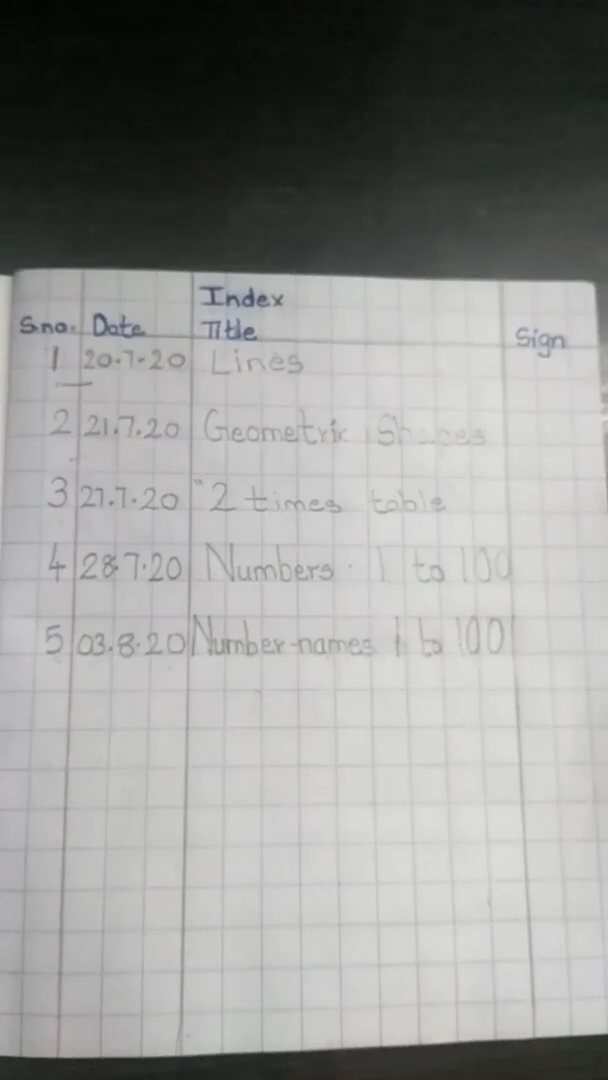 Index
Sno. Date Title Sign
1 20.7.20 Lines
2 21.7.20 Geometric Shapes
3 27.7.20 2 times table
4 28.7.20 Numbers 1 to 100
5 03.8.20 Number-names 1 to 100